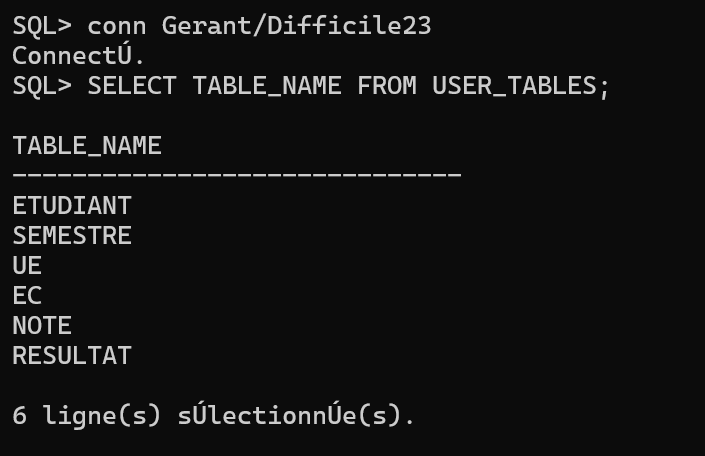 SQL> conn Gerant/Difficile23
ConnectÚ.
SQL> SELECT TABLE_NAME FROM USER_TABLES;
TABLE_NAME
------------------------------
ETUDIANT
SEMESTRE
UE
EC
NOTE
RESULTAT
6 ligne(s) sÚlectionnÚe(s).